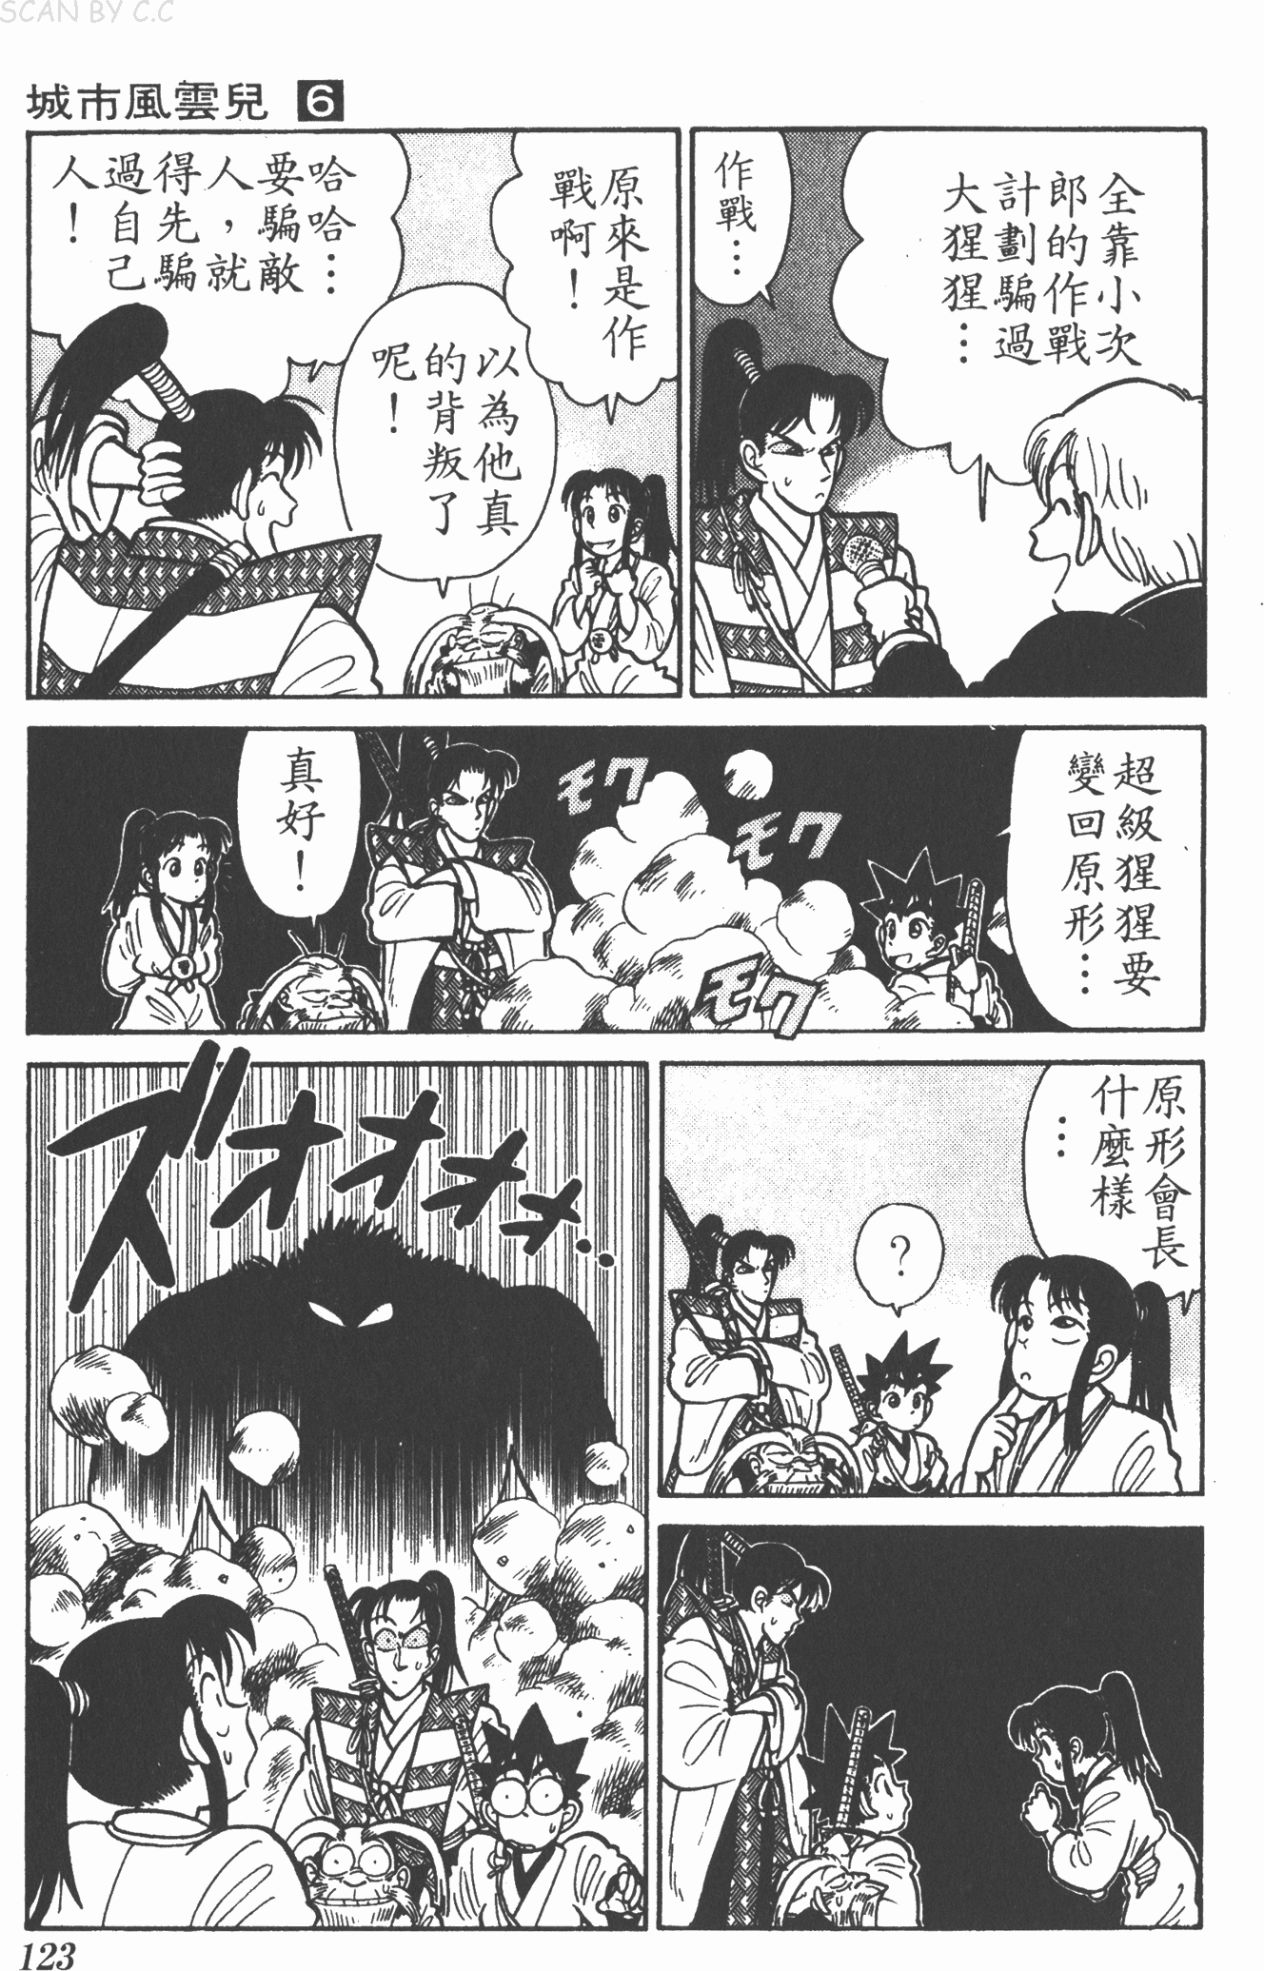 SCAN BY C.C
城市風雲兒 6
全靠小次
郎的作戰
計劃騙過
大猩猩…
作戰…
原來是作
戰啊！
以為他真
的背叛了
呢！
哈哈…
要騙敵
人，就
得先騙
過自己
人！
超級猩猩要
變回原形…
モク
モク
モク
真好！
原形會長
什麼樣
…
？
ズオオオオ…
123